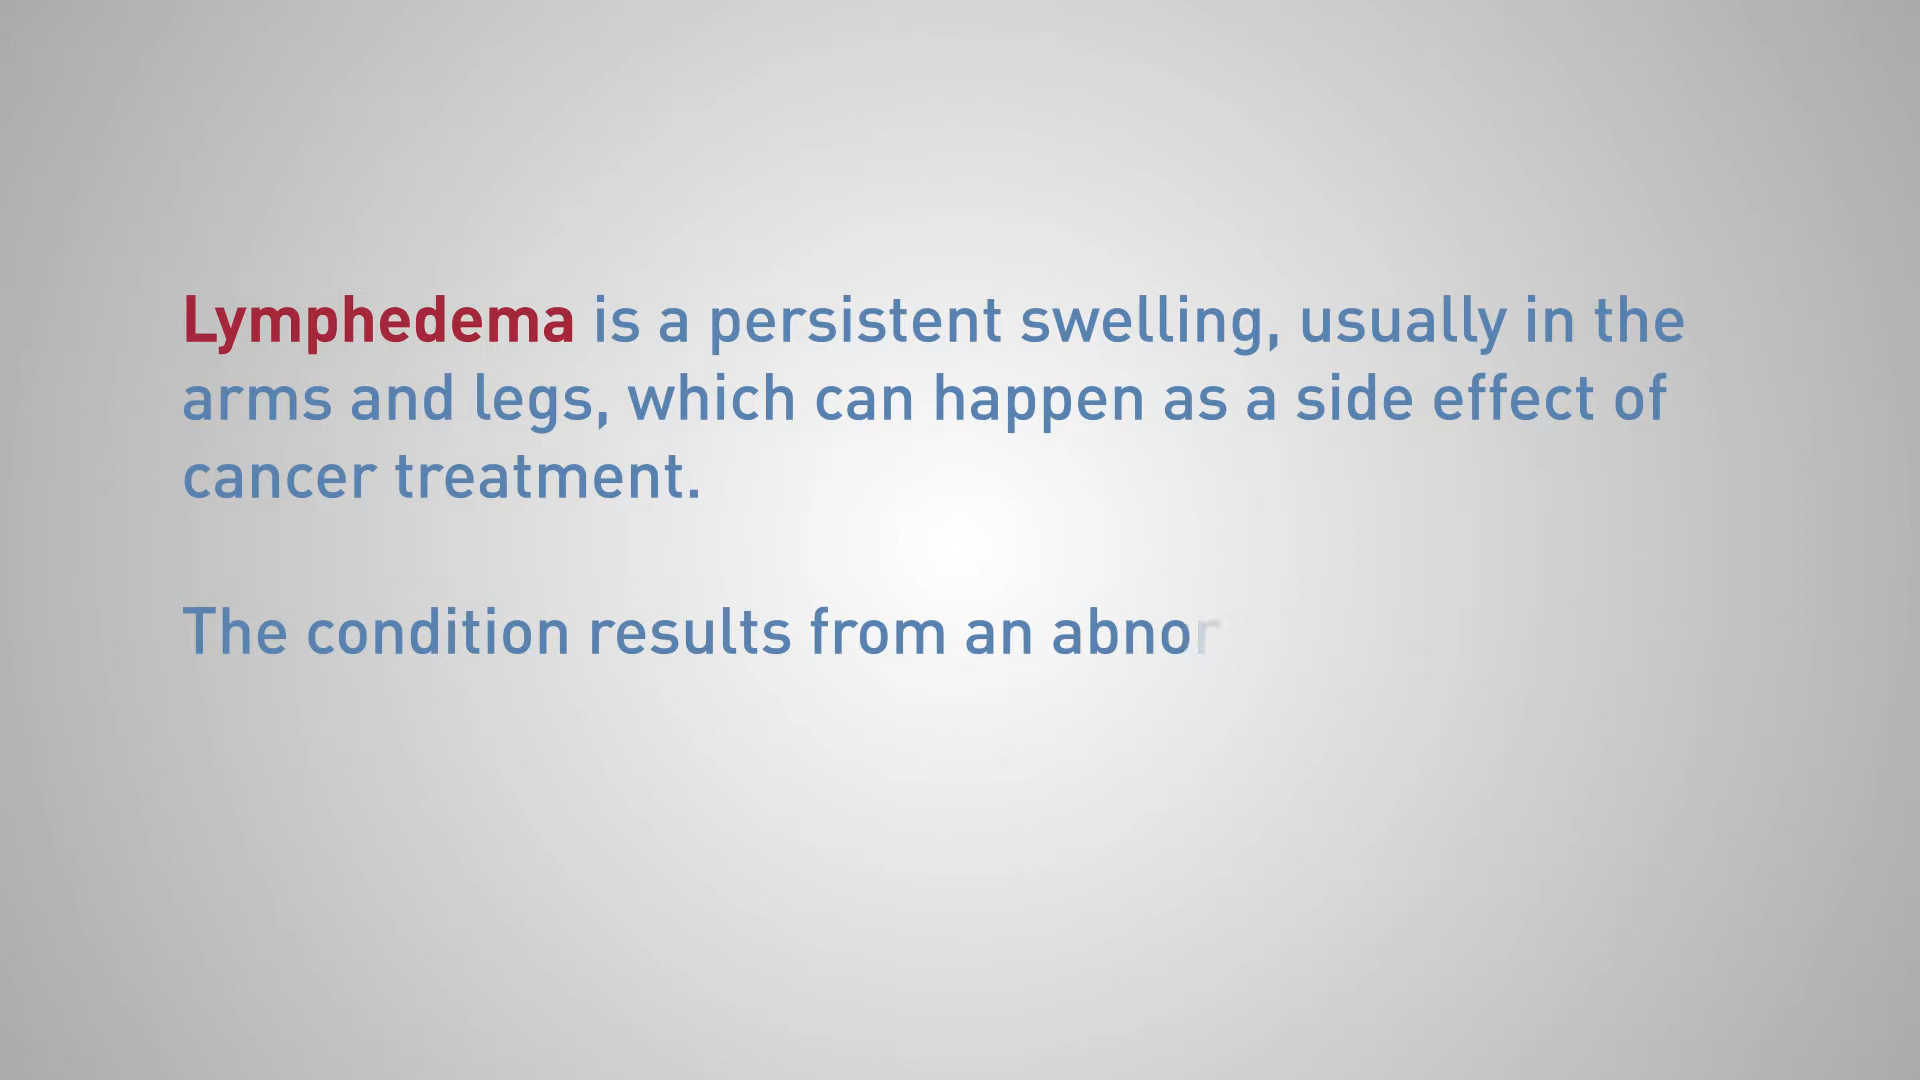 Lymphedema is a persistent swelling, usually in the
arms and legs, which can happen as a side effect of
cancer treatment.
The condition results from an abnor